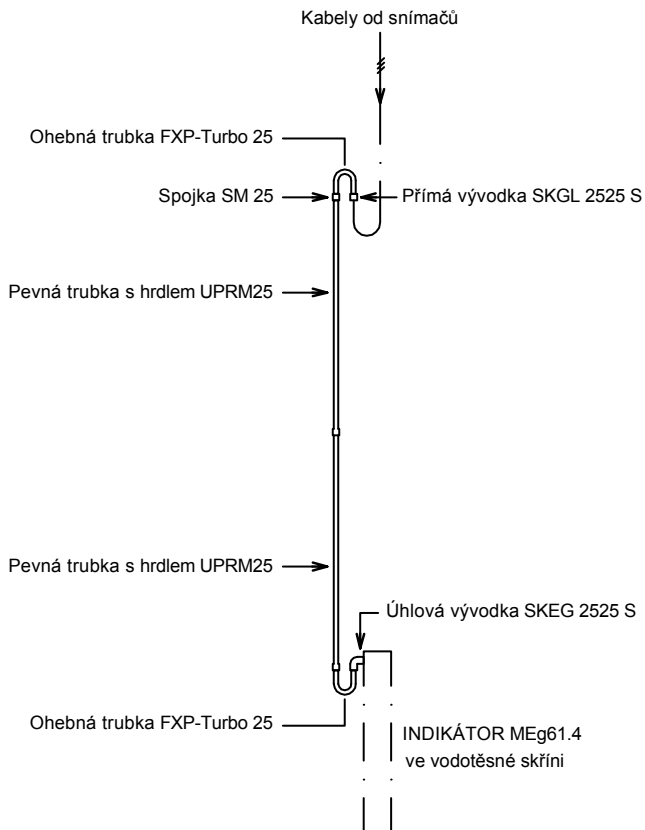 Kabely od snímačů
Ohebná trubka FXP-Turbo 25
Spojka SM 25
Přímá vývodka SKGL 2525 S
Pevná trubka s hrdlem UPRM25
Pevná trubka s hrdlem UPRM25
Úhlová vývodka SKEG 2525 S
Ohebná trubka FXP-Turbo 25
INDIKÁTOR MEg61.4
ve vodotěsné skříni